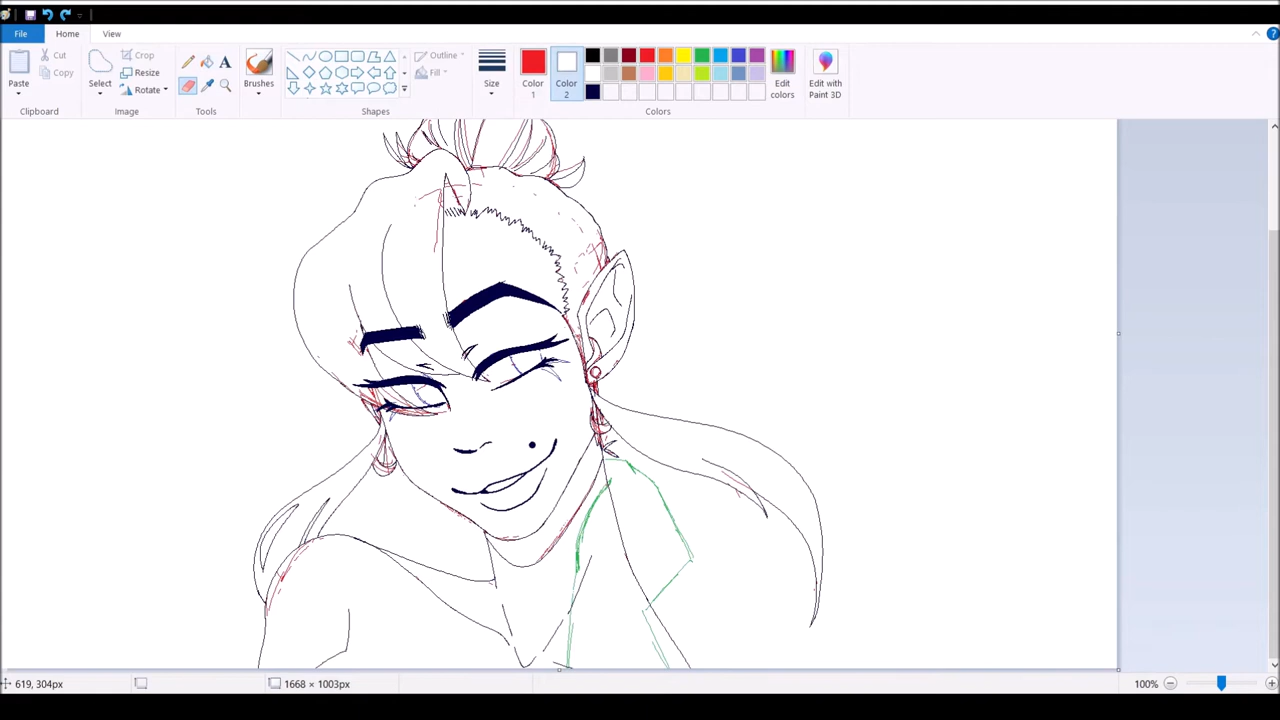 File Home View
Paste
Cut
Copy
Clipboard
Select
Crop
Resize
Rotate
Image
A
Tools
Brushes
Outline
Fill
Shapes
Size
Color
1
Color
2
Edit
colors
Colors
Edit with
Paint 3D
619, 304px
1668 × 1003px
100%